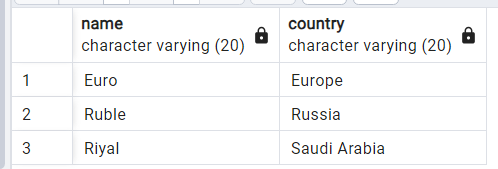 name country
character varying (20) character varying (20)
1 Euro Europe
2 Ruble Russia
3 Riyal Saudi Arabia